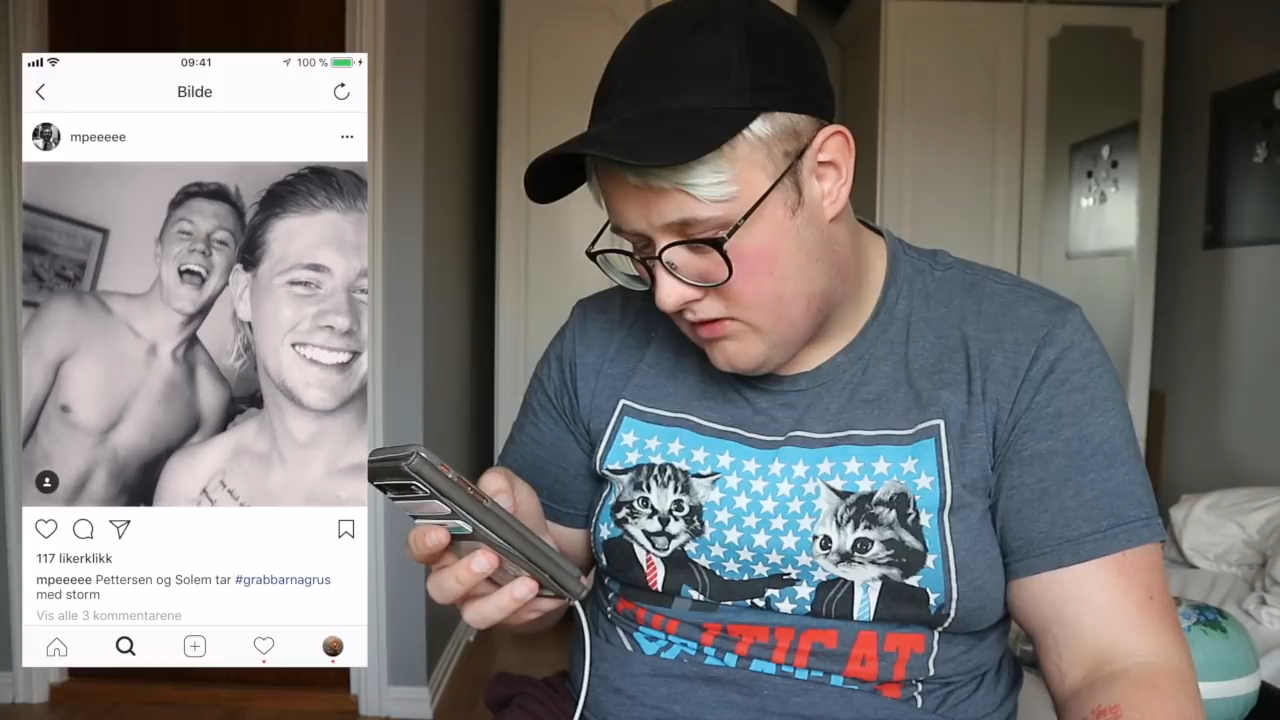 09:41
100 %
Bilde
mpeeeee
117 likerklikk
mpeeeee Pettersen og Solem tar #grabbarnagrus
med storm
Vis alle 3 kommentarene